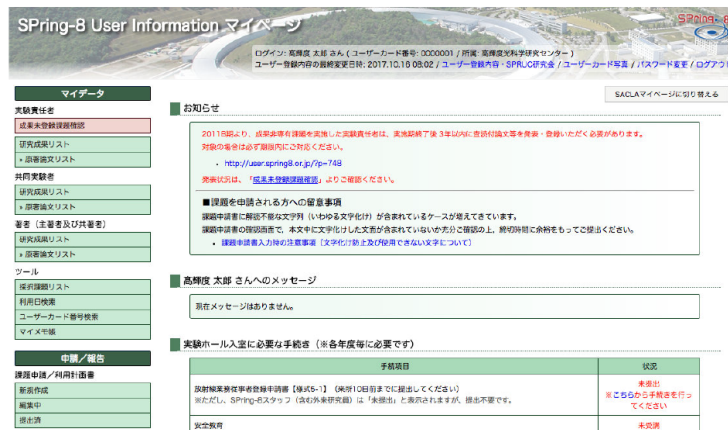 SPring-8 User Information マイページ
SPring-8
ログイン: 高輝度 太郎 さん ( ユーザーカード番号: 0000001 / 所属: 高輝度光科学研究センター )
ユーザー登録内容の最終変更日時: 2017.10.16 08:02 / ユーザー登録内容・SPRUC研究会 / ユーザーカード写真 / パスワード変更 / ログアウト
SACLAマイページに切り替える
マイデータ
実験責任者
成果未登録課題確認
研究成果リスト
» 原著論文リスト
共同実験者
研究成果リスト
» 原著論文リスト
著者（主著者及び共著者）
研究成果リスト
» 原著論文リスト
ツール
採択課題リスト
利用日検索
ユーザーカード番号検索
マイメモ帳
申請／報告
課題申請／利用計画書
新規作成
編集中
提出済
お知らせ
2011B期より、成果非専有課題を実施した実験責任者は、実施期終了後3年以内に査読付論文等を発表・登録いただく必要があります。
対象の場合は必ず期限内にご対応ください。
・ http://user.spring8.or.jp/?p=748
発表状況は、「成果未登録課題確認」よりご確認ください。
■課題を申請される方への留意事項
課題申請書に解読不能な文字列（いわゆる文字化け）が含まれているケースが増えてきています。
課題申請書の確認画面で、本文中に文字化けした文面が含まれていないか充分ご確認の上、締切時間に余裕をもってご提出ください。
・ 課題申請書入力時の注意事項（文字化け防止及び使用できない文字について）
高輝度 太郎 さんへのメッセージ
現在メッセージはありません。
実験ホール入室に必要な手続き（※各年度毎に必要です）
手続項目 状況
放射線業務従事者登録申請書【様式5-1】（来所10日前までに提出してください）
※ただし、SPring-8スタッフ（含む外来研究員）は「未提出」と表示されますが、提出不要です。
未提出
※こちらから手続きを行っ
てください
安全教育 未受講